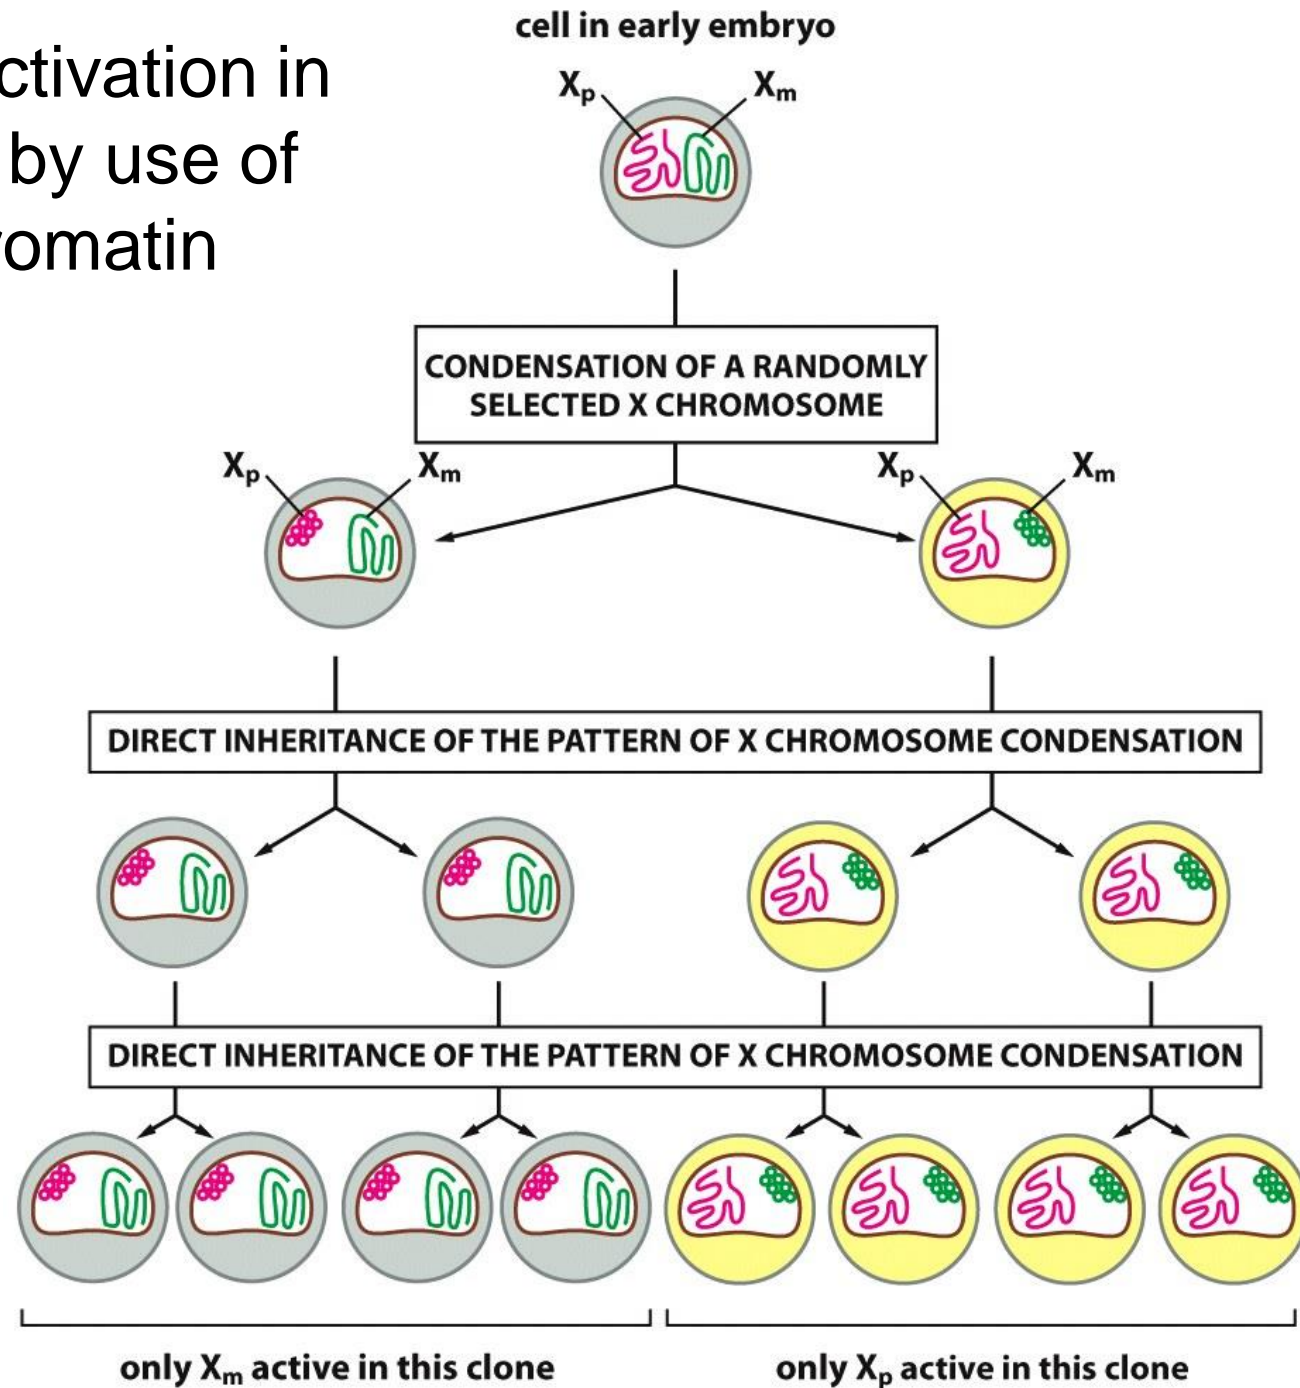 ctivation in
by use of
romatin
cell in early embryo
Xp Xm
CONDENSATION OF A RANDOMLY
SELECTED X CHROMOSOME
Xp Xm Xp Xm
DIRECT INHERITANCE OF THE PATTERN OF X CHROMOSOME CONDENSATION
DIRECT INHERITANCE OF THE PATTERN OF X CHROMOSOME CONDENSATION
only Xm active in this clone only Xp active in this clone